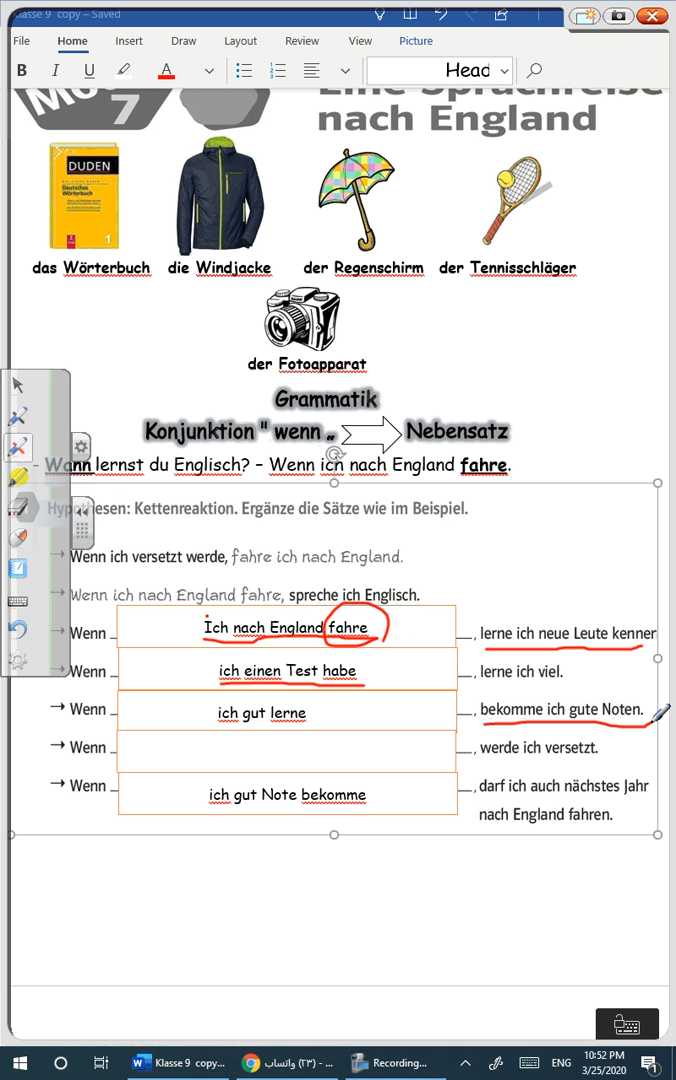 Klasse 9 copy – Saved
File Home Insert Draw Layout Review View Picture
B I U A Head
7
Eine Sprachreise
nach England
DUDEN
Deutsches
Wörterbuch
1
das Wörterbuch die Windjacke der Regenschirm der Tennisschläger
der Fotoapparat
Grammatik
Konjunktion " wenn „ Nebensatz
- Wann lernst du Englisch? – Wenn ich nach England fahre.
Hypothesen: Kettenreaktion. Ergänze die Sätze wie im Beispiel.
→ Wenn ich versetzt werde, fahre ich nach England.
→ Wenn ich nach England fahre, spreche ich Englisch.
→ Wenn _ Ich nach England fahre _, lerne ich neue Leute kenner
→ Wenn _ ich einen Test habe _, lerne ich viel.
→ Wenn _ ich gut lerne _, bekomme ich gute Noten.
→ Wenn _ _, werde ich versetzt.
→ Wenn _ ich gut Note bekomme _, darf ich auch nächstes Jahr
nach England fahren.
Klasse 9 copy... (٢٣) واتساب - ... Recording... ENG 10:52 PM
3/25/2020